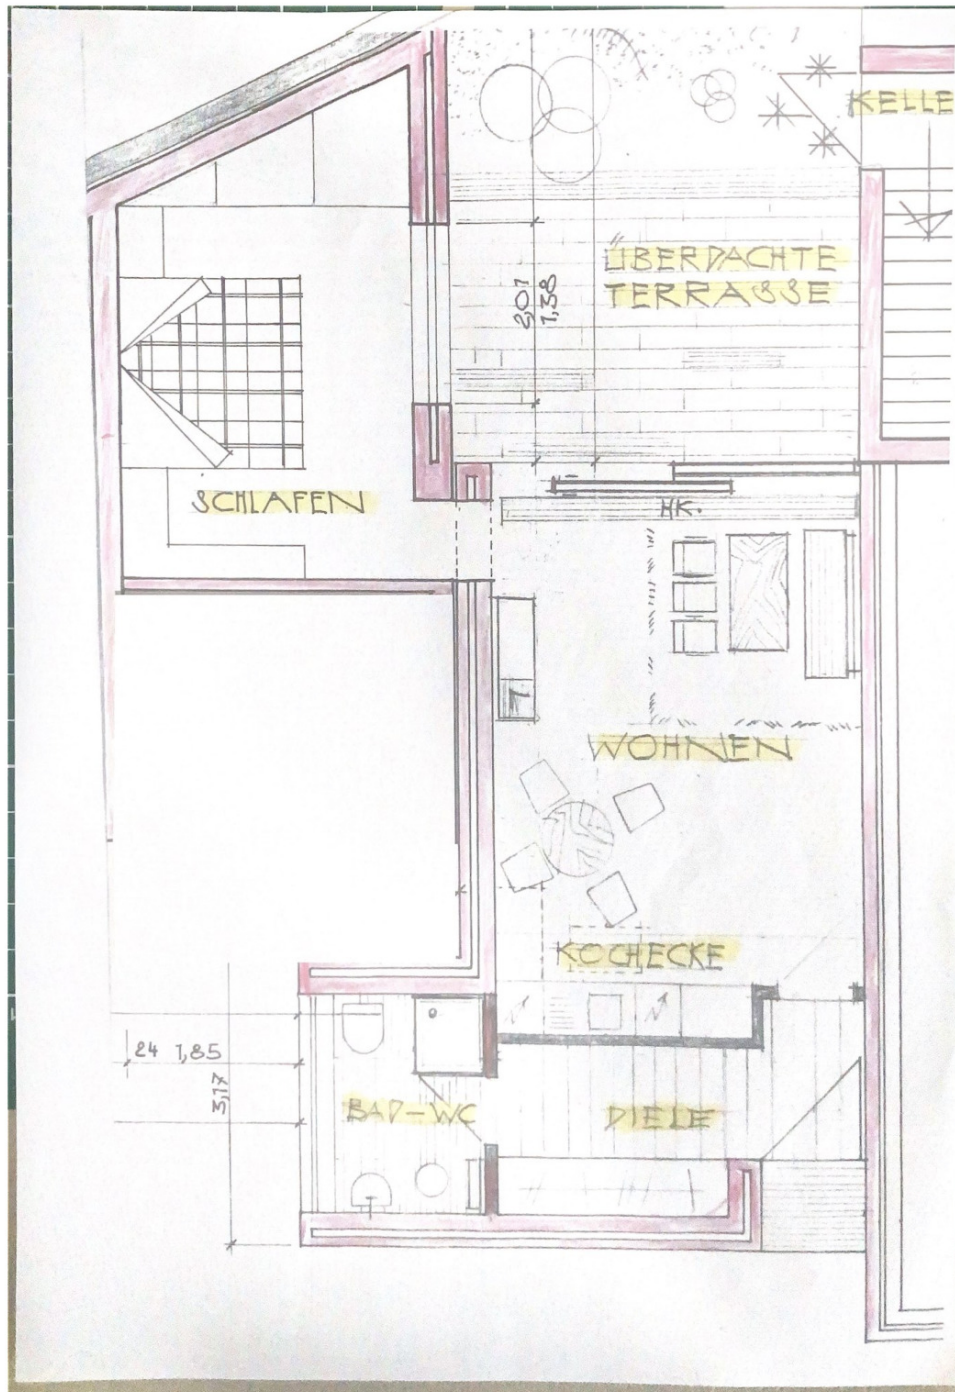 KELLE
ÜBERDACHTE
TERRASSE
2,01
1,38
SCHLAFEN
HK.
WOHNEN
KOCHECKE
24 1,85
3,17
BAD-WC
DIELE